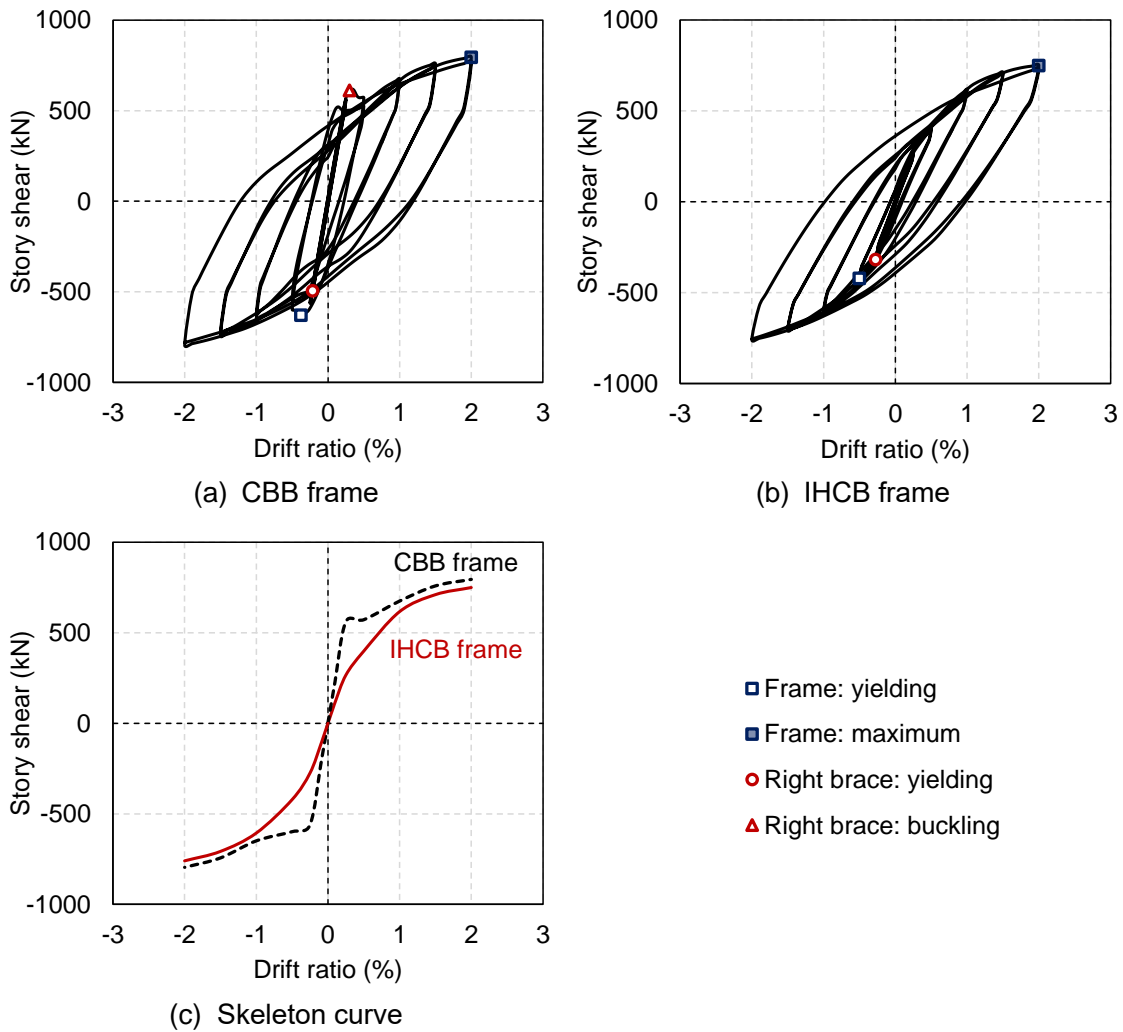 1000
500
0
-500
-1000
Story shear (kN)
-3 -2 -1 0 1 2 3
Drift ratio (%)
(a) CBB frame
1000
500
0
-500
-1000
Story shear (kN)
-3 -2 -1 0 1 2 3
Drift ratio (%)
(b) IHCB frame
1000
500
0
-500
-1000
Story shear (kN)
CBB frame
IHCB frame
-3 -2 -1 0 1 2 3
Drift ratio (%)
(c) Skeleton curve
Frame: yielding
Frame: maximum
Right brace: yielding
Right brace: buckling